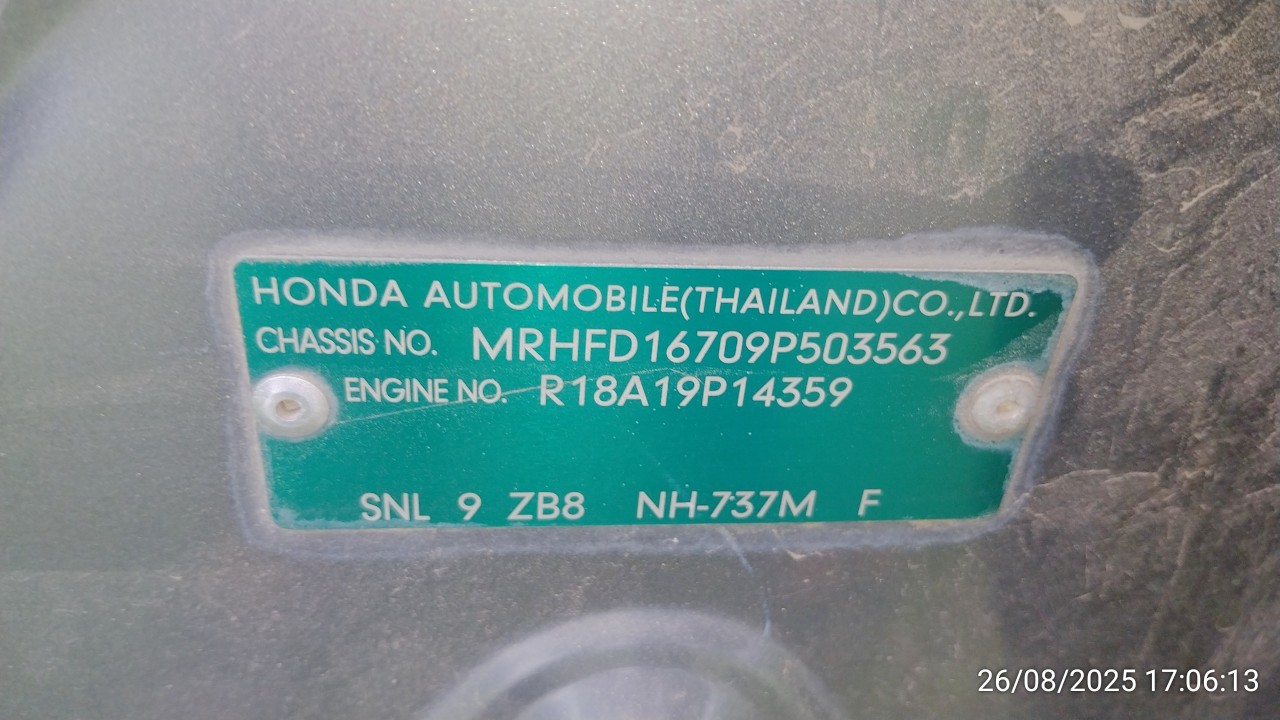 HONDA AUTOMOBILE(THAILAND)CO.,LTD.
CHASSIS NO. MRHFD16709P503563
ENGINE NO. R18A19P14359
SNL 9 ZB8 NH-737M F
26/08/2025 17:06:13